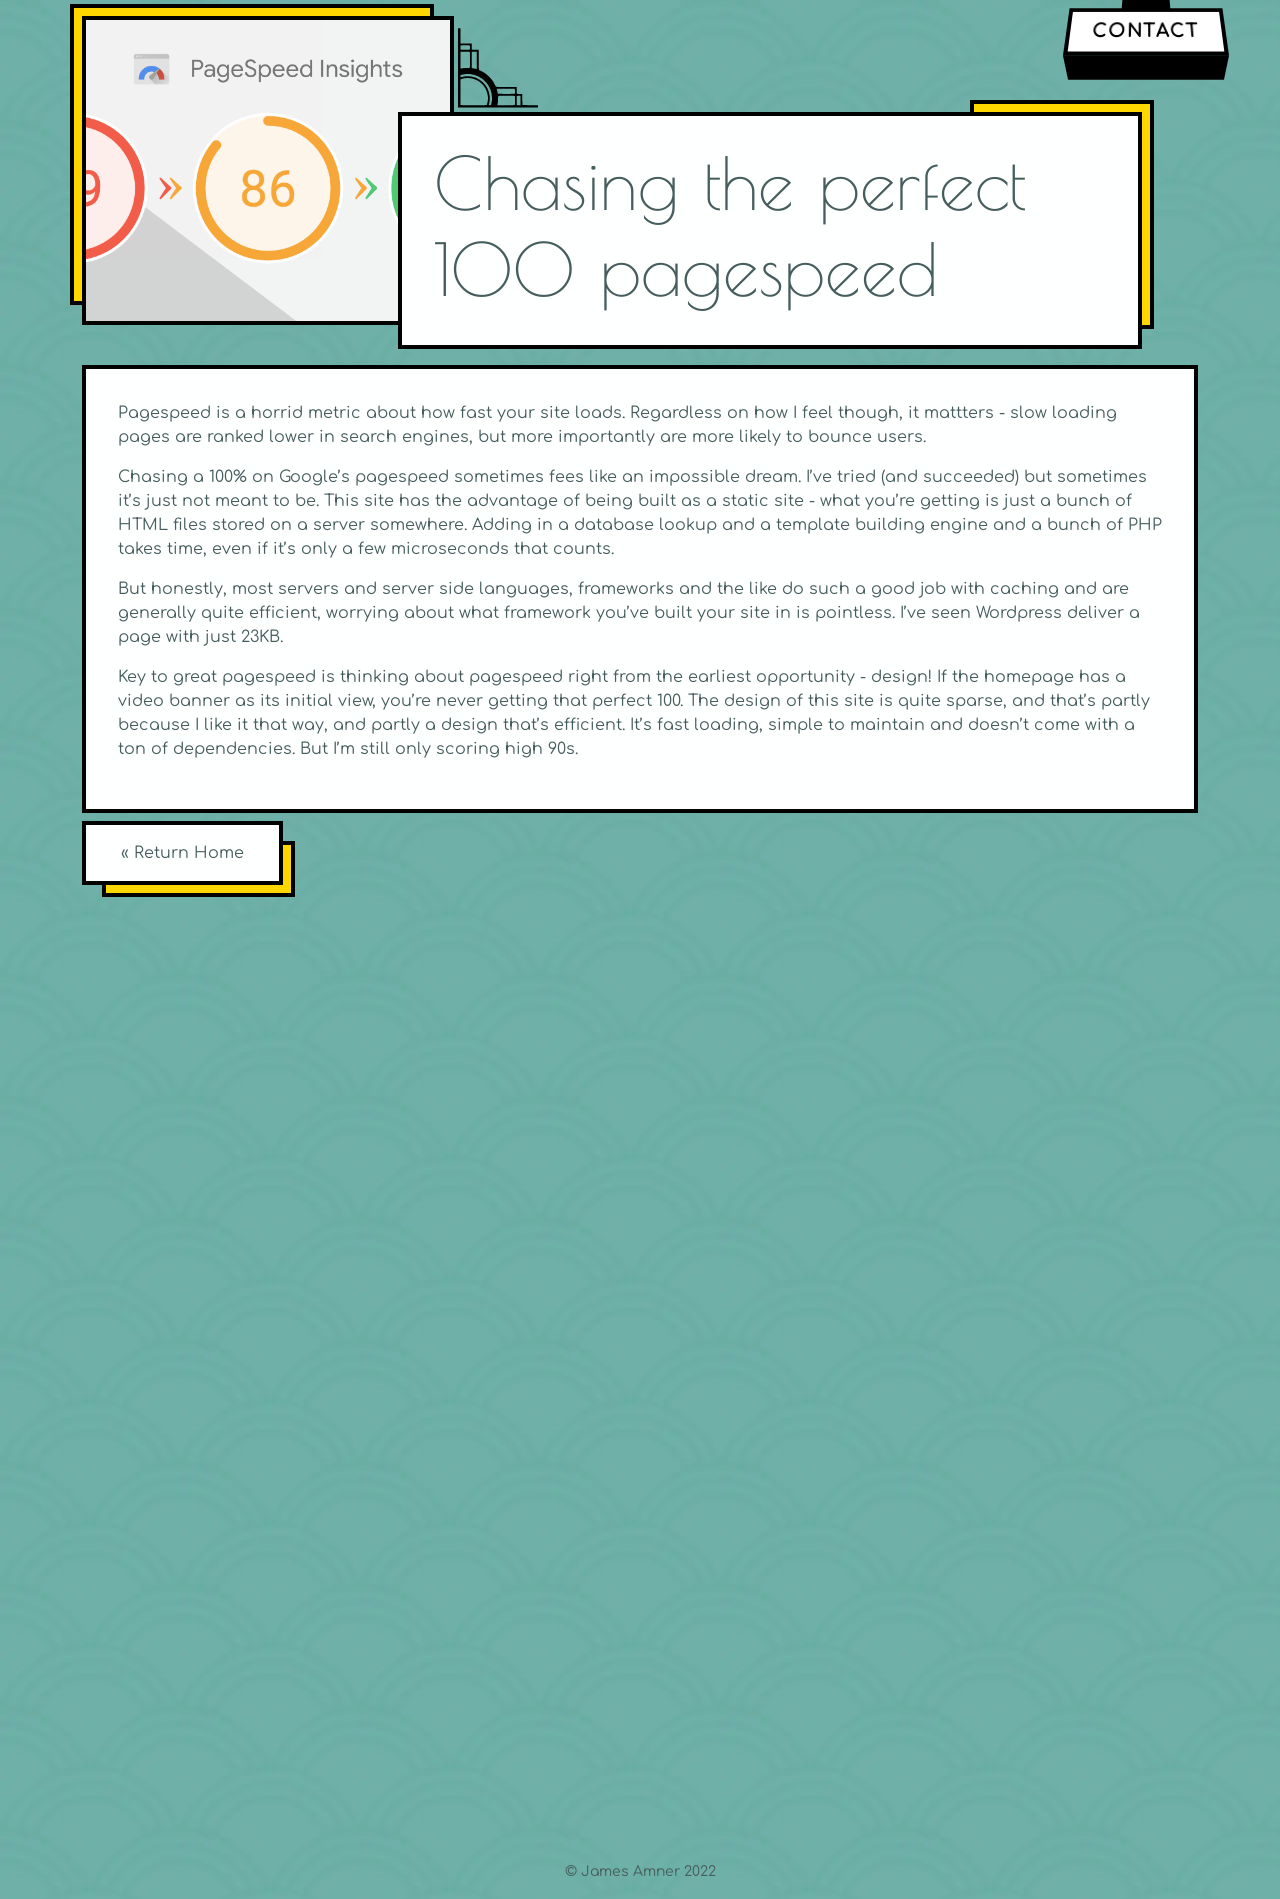 CONTACT
PageSpeed Insights
9 » 86 »
Chasing the perfect
100 pagespeed
Pagespeed is a horrid metric about how fast your site loads. Regardless on how I feel though, it mattters - slow loading
pages are ranked lower in search engines, but more importantly are more likely to bounce users.
Chasing a 100% on Google’s pagespeed sometimes fees like an impossible dream. I’ve tried (and succeeded) but sometimes
it’s just not meant to be. This site has the advantage of being built as a static site - what you’re getting is just a bunch of
HTML files stored on a server somewhere. Adding in a database lookup and a template building engine and a bunch of PHP
takes time, even if it’s only a few microseconds that counts.
But honestly, most servers and server side languages, frameworks and the like do such a good job with caching and are
generally quite efficient, worrying about what framework you’ve built your site in is pointless. I’ve seen Wordpress deliver a
page with just 23KB.
Key to great pagespeed is thinking about pagespeed right from the earliest opportunity - design! If the homepage has a
video banner as its initial view, you’re never getting that perfect 100. The design of this site is quite sparse, and that’s partly
because I like it that way, and partly a design that’s efficient. It’s fast loading, simple to maintain and doesn’t come with a
ton of dependencies. But I’m still only scoring high 90s.
« Return Home
© James Amner 2022